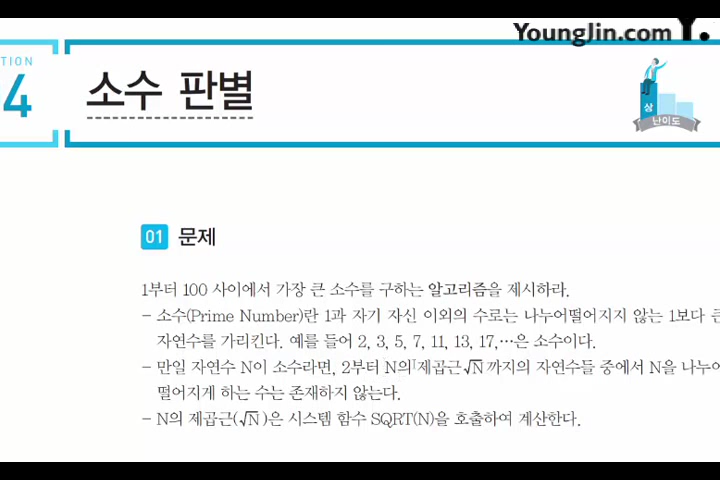 YoungJin.com Y.
TION
4
소수 판별
상
난이도
01 문제
1부터 100 사이에서 가장 큰 소수를 구하는 알고리즘을 제시하라.
- 소수(Prime Number)란 1과 자기 자신 이외의 수로는 나누어떨어지지 않는 1보다 큰
자연수를 가리킨다. 예를 들어 2, 3, 5, 7, 11, 13, 17,…은 소수이다.
- 만일 자연수 N이 소수라면, 2부터 N의「제곱근 √N까지의 자연수들 중에서 N을 나누어
떨어지게 하는 수는 존재하지 않는다.
- N의 제곱근(√N)은 시스템 함수 SQRT(N)을 호출하여 계산한다.